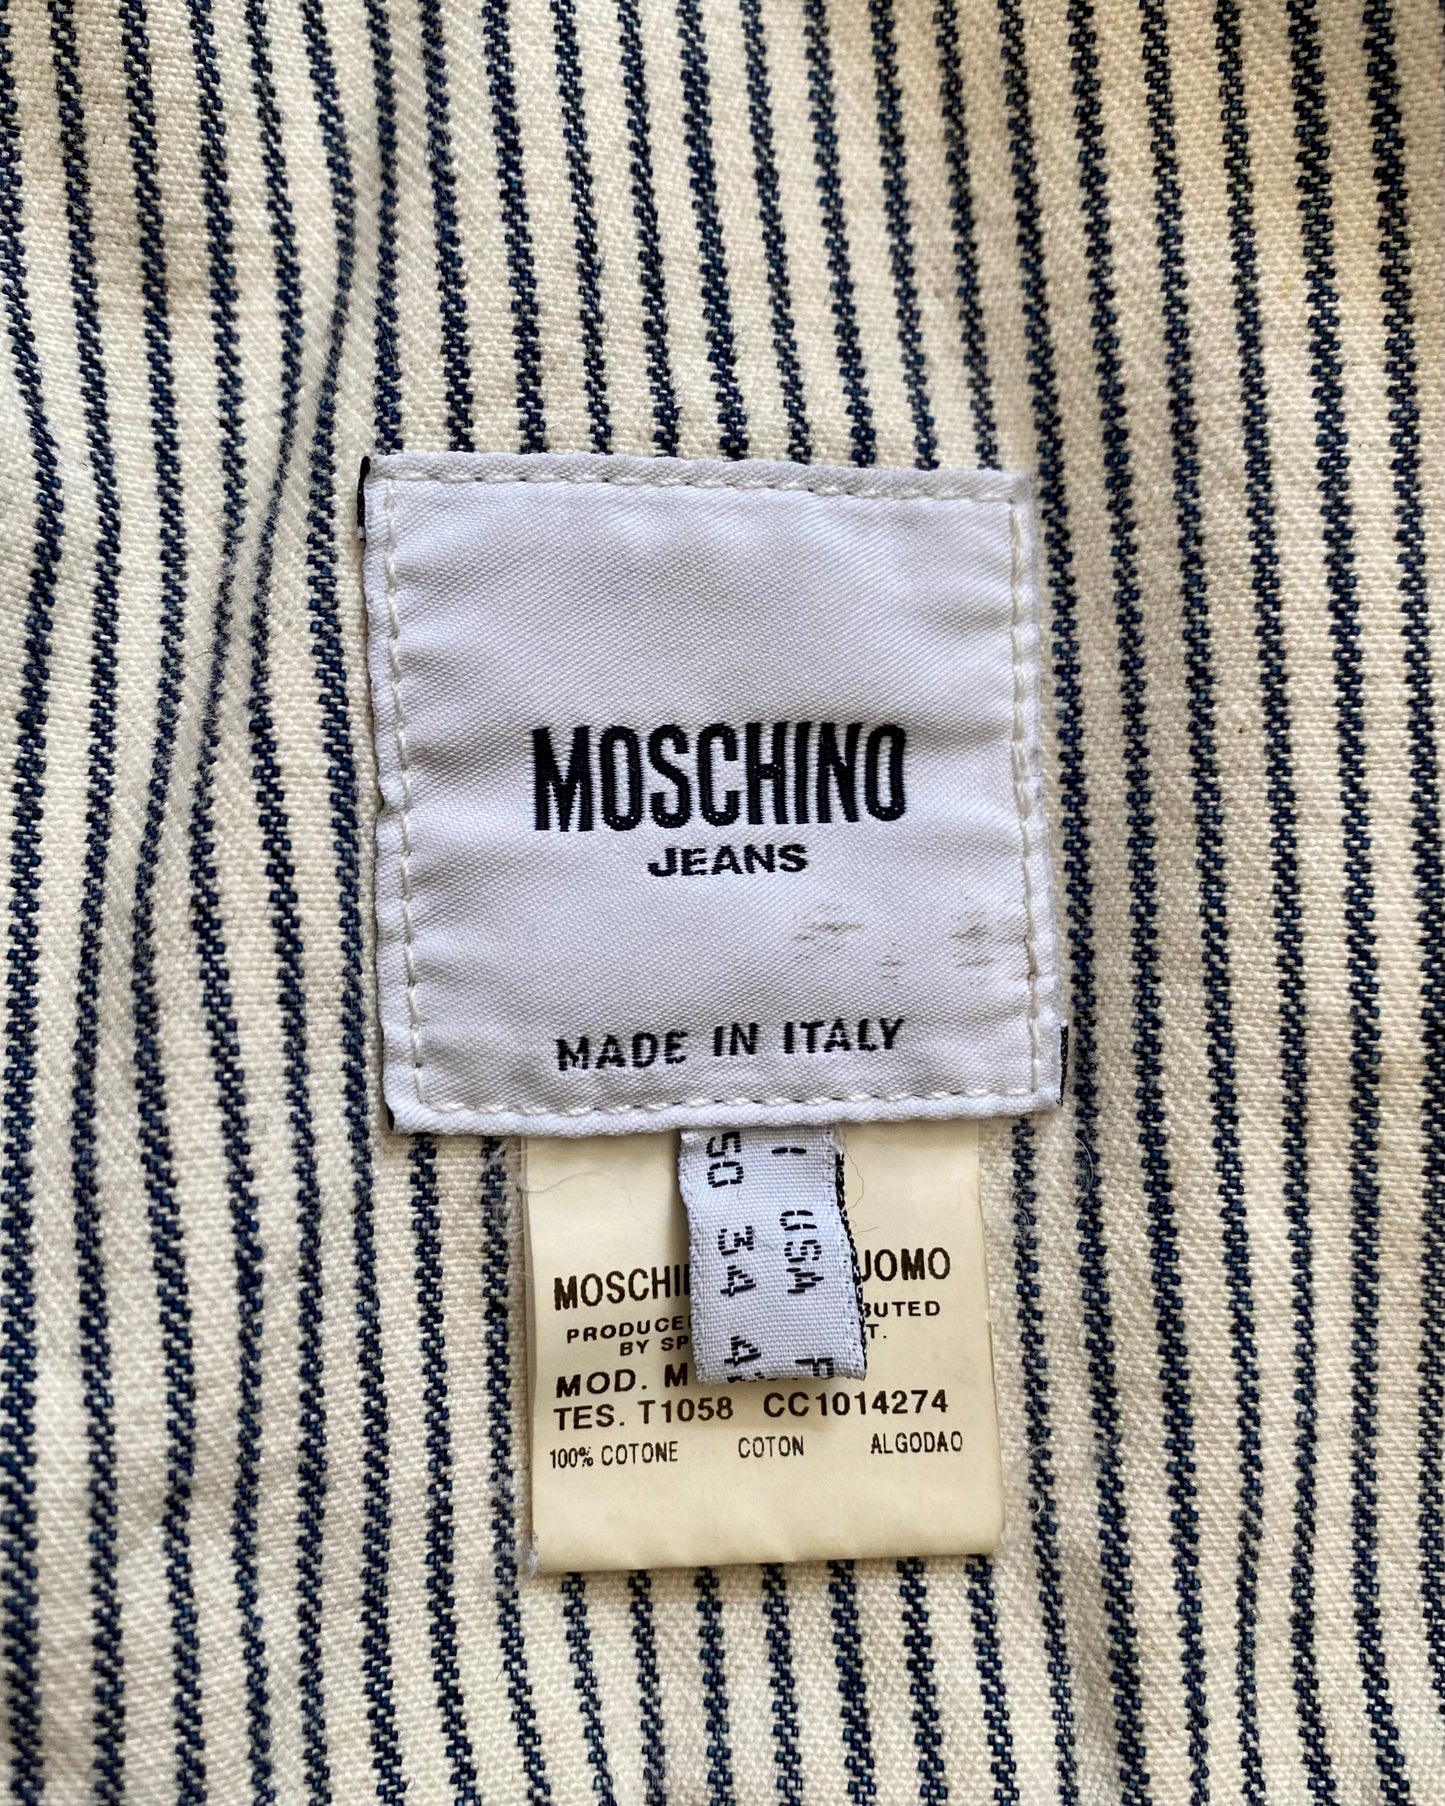 MOSCHINO
JEANS
MADE IN ITALY
I USA F
50 34
MOSCHI UOMO
PRODUCE BUTED
BY SP T.
MOD. M
TES. T1058 CC1014274
100% COTONE COTON ALGODAO